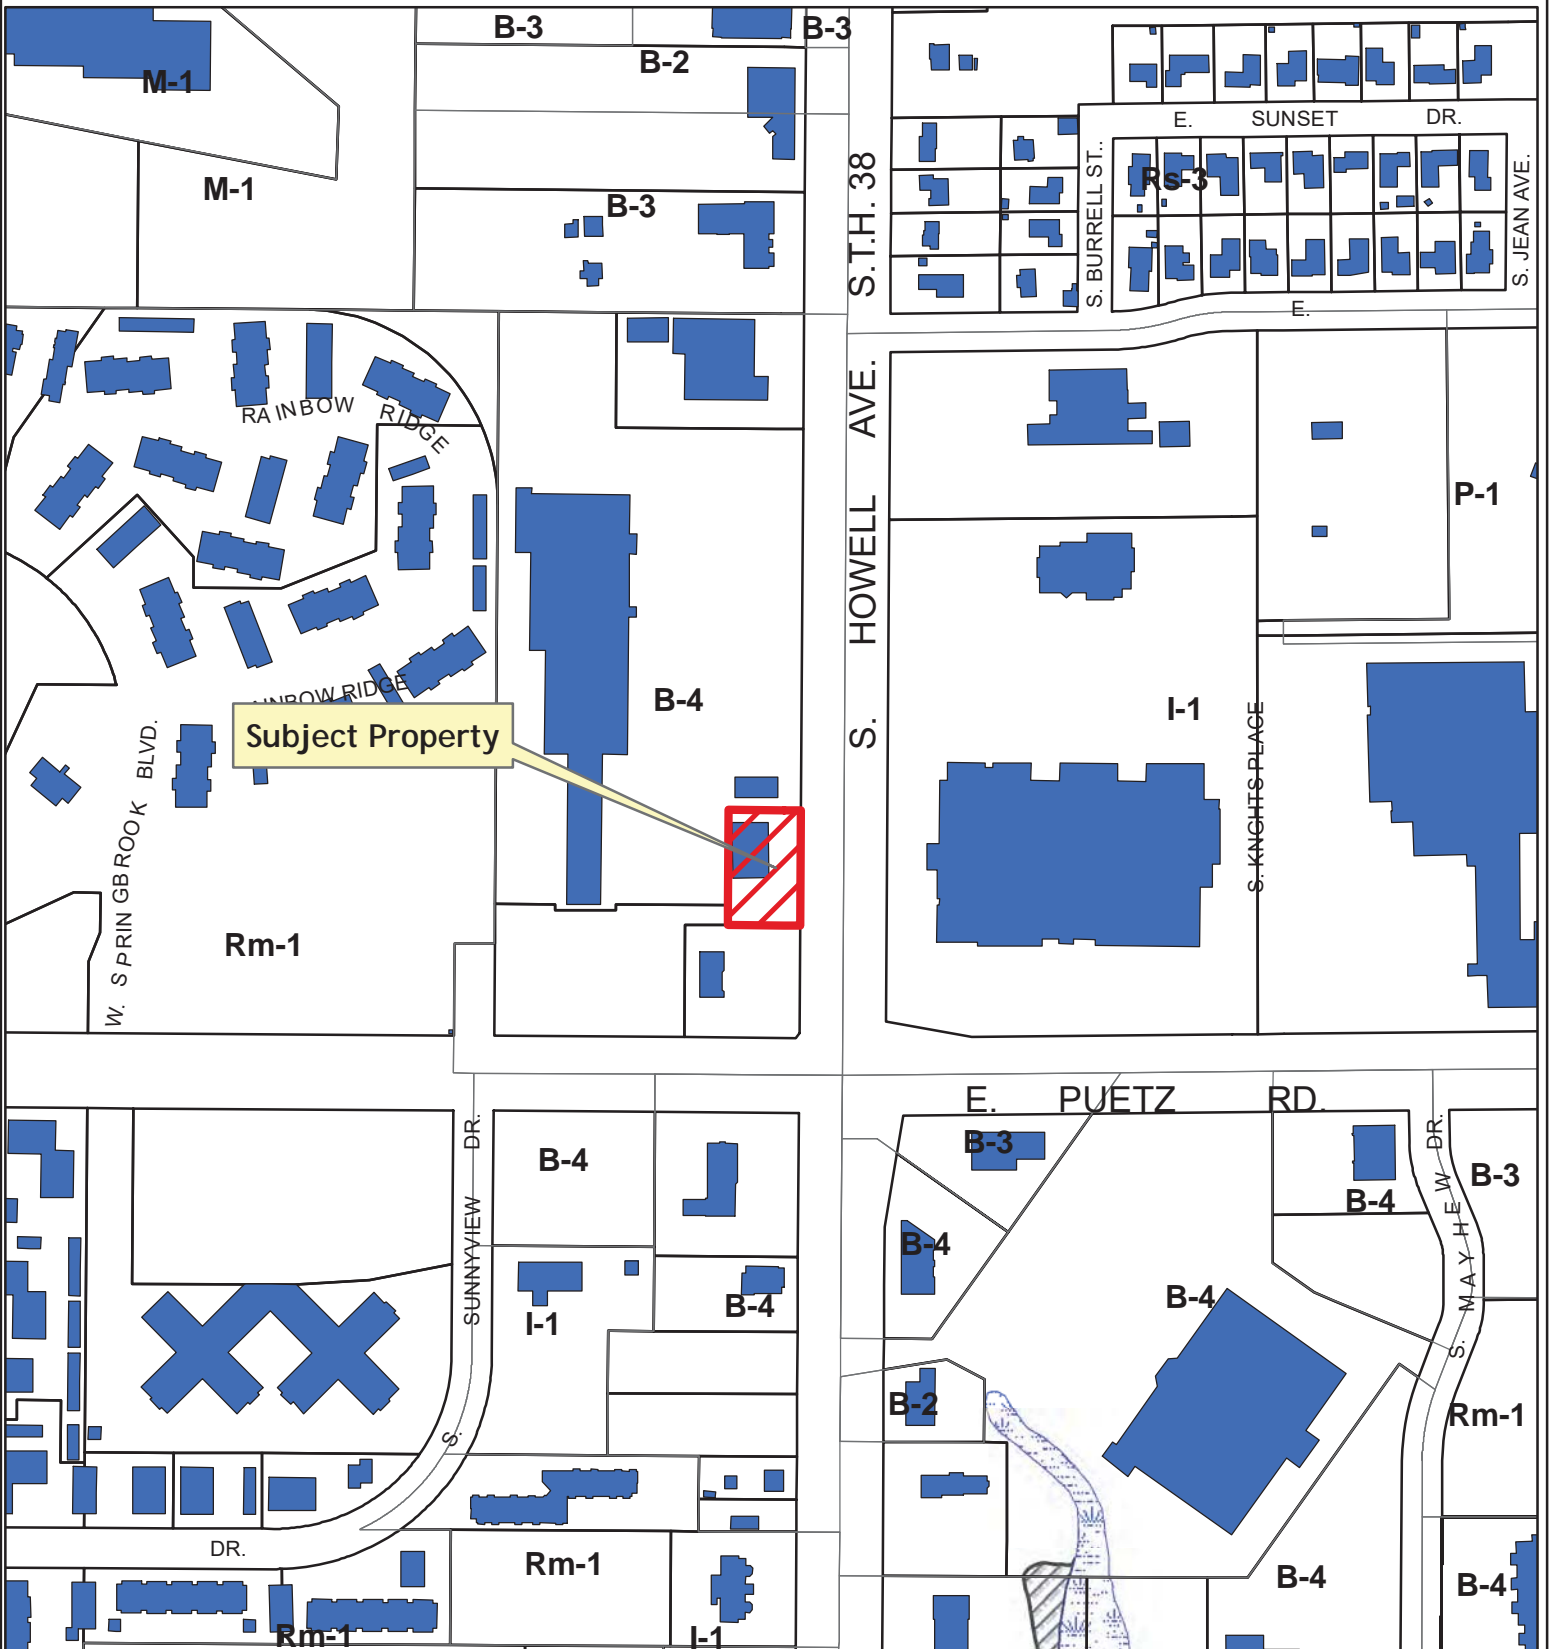 B-3
B-3
B-2
M-1
E. SUNSET DR.
S.T.H. 38
S. BURRELL ST..
Rs-3
S. JEAN AVE.
M-1
B-3
E.
RAINBOW RIDGE
S. HOWELL AVE.
P-1
INBOW RIDGE
B-4
I-1
S. KNGHTS PLACE
Subject Property
W. SPRINGBROOK BLVD.
Rm-1
E. PUETZ RD.
S. SUNNYVIEW DR.
B-4
B-3
S. MAYHEW DR.
B-3
B-4
B-4
B-4
I-1
B-4
B-2
Rm-1
DR.
Rm-1
B-4
B-4
Rm-1
I-1